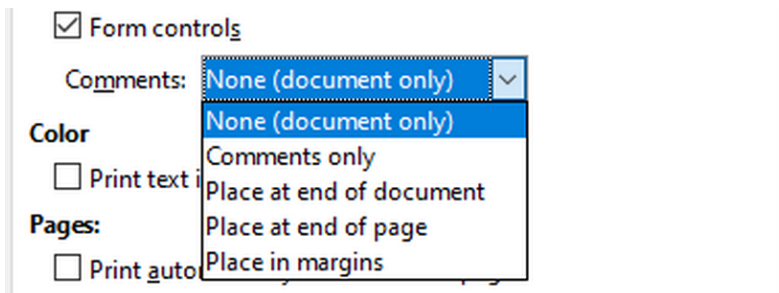 Form controls
Comments: None (document only)
None (document only)
Color
Comments only
Print text i
Place at end of document
Pages:
Place at end of page
Print auto
Place in margins